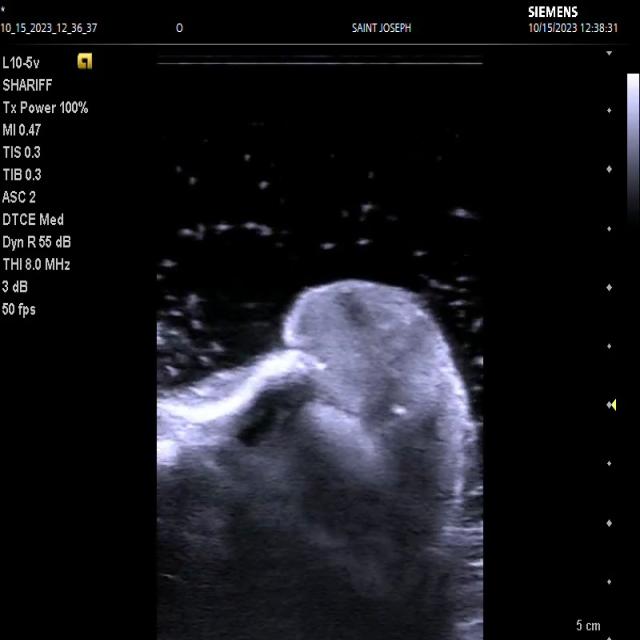 *
SIEMENS
10_15_2023_12_36_37 O SAINT JOSEPH 10/15/2023 12:38:31
L10-5v
SHARIFF
Tx Power 100%
MI 0.47
TIS 0.3
TIB 0.3
ASC 2
DTCE Med
Dyn R 55 dB
THI 8.0 MHz
3 dB
50 fps
5 cm